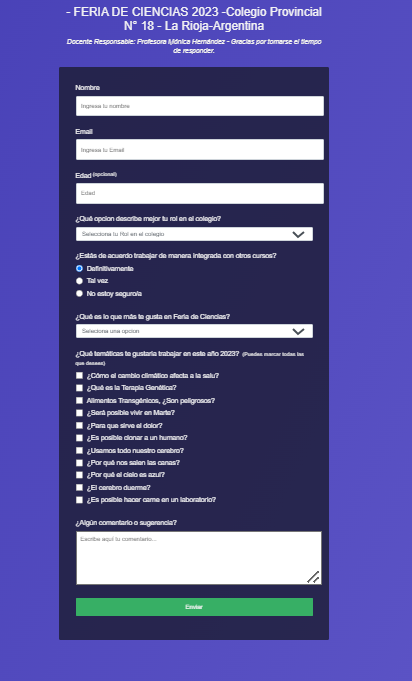 - FERIA DE CIENCIAS 2023 -Colegio Provincial
N° 18 - La Rioja-Argentina
Docente Responsable: Profesora Mónica Hernández - Gracias por tomarse el tiempo
de responder.
Nombre
Ingresa tu nombre
Email
Ingresa tu Email
Edad (opcional)
Edad
¿Qué opcion describe mejor tu rol en el colegio?
Selecciona tu Rol en el colegio
¿Estás de acuerdo trabajar de manera integrada con otros cursos?
Definitivamente
Tal vez
No estoy seguro/a
¿Qué es lo que más te gusta en Feria de Ciencias?
Seleciona una opcion
¿Qué temáticas te gustaria trabajar en este año 2023? (Puedes marcar todas las
que desees)
¿Cómo el cambio climático afecta a la salu?
¿Qué es la Terapia Genética?
Alimentos Transgénicos, ¿Son peligrosos?
¿Será posible vivir en Marte?
¿Para que sirve el dolor?
¿Es posible clonar a un humano?
¿Usamos todo nuestro cerebro?
¿Por qué nos salen las canas?
¿Por qué el cielo es azul?
¿El cerebro duerme?
¿Es posible hacer carne en un laboratorio?
¿Algún comentario o sugerencia?
Escribe aquí tu comentario...
Enviar